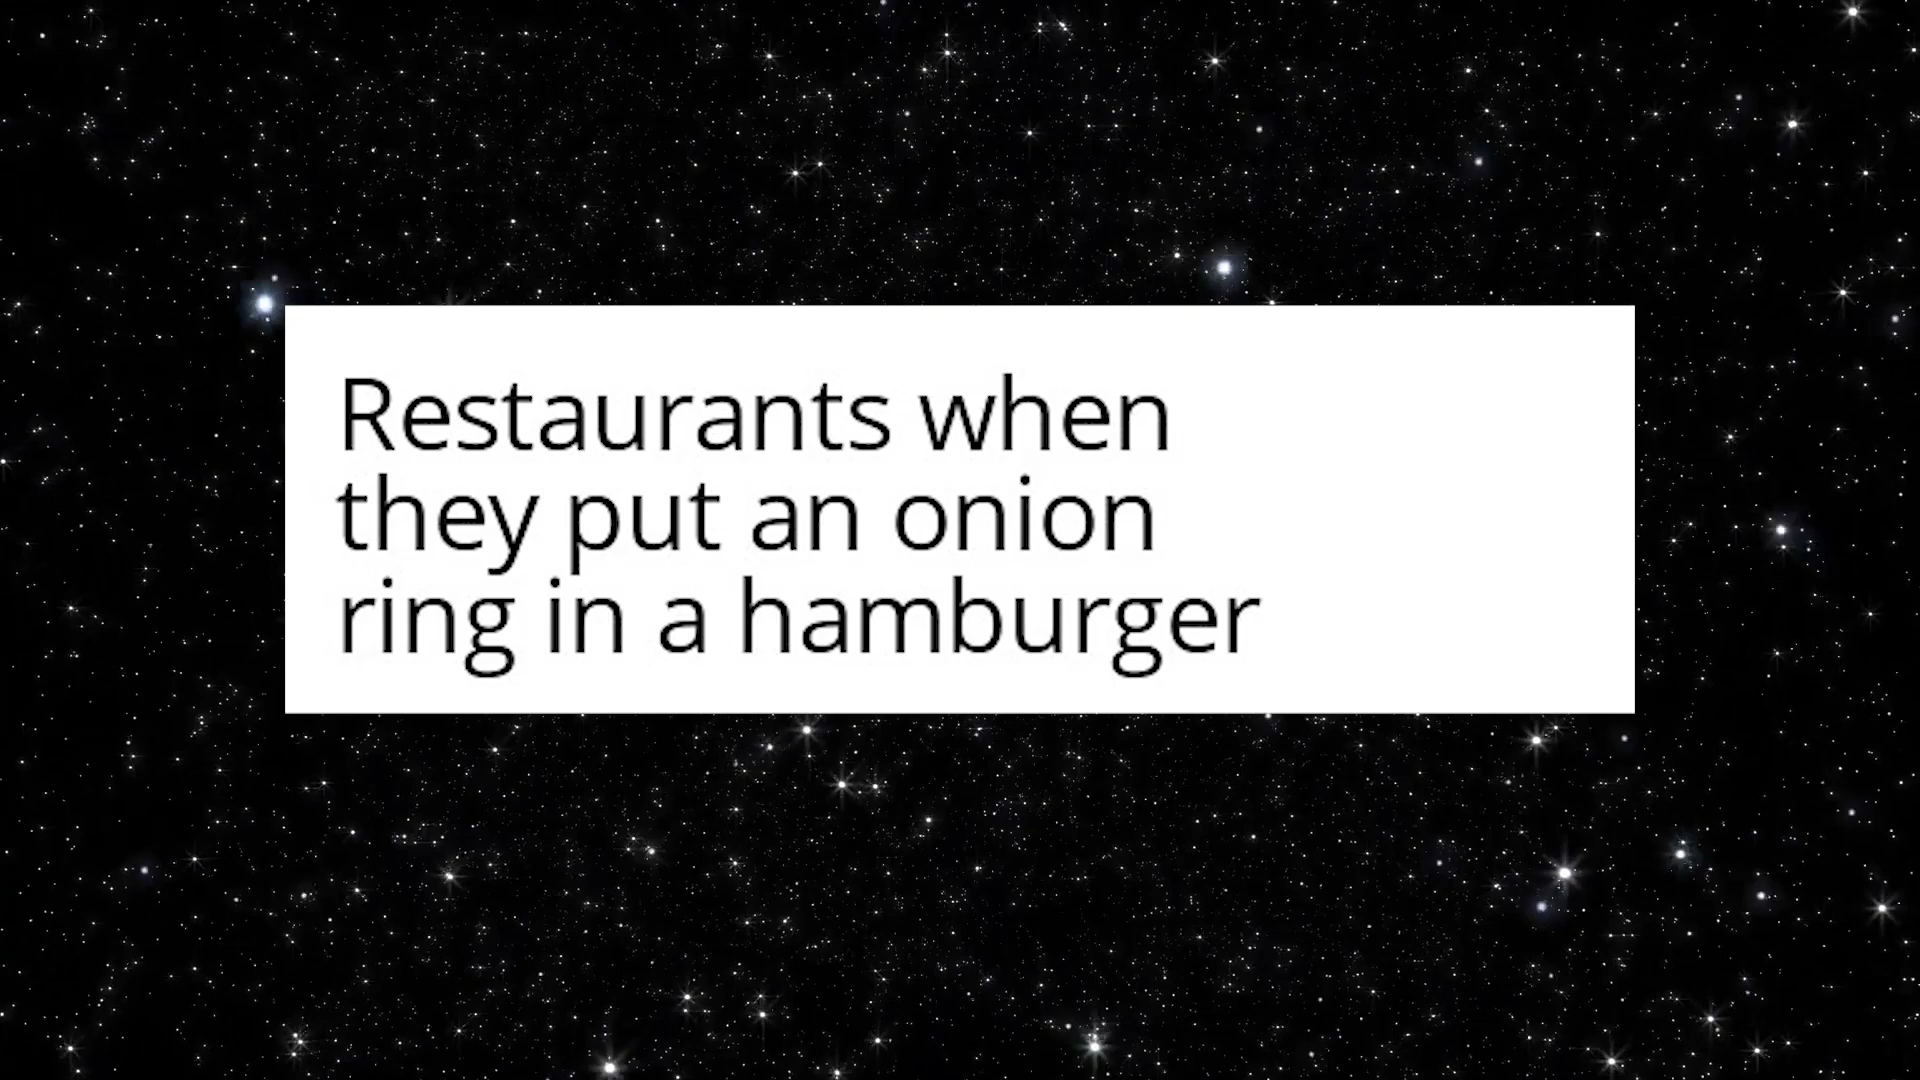 Restaurants when
they put an onion
ring in a hamburger